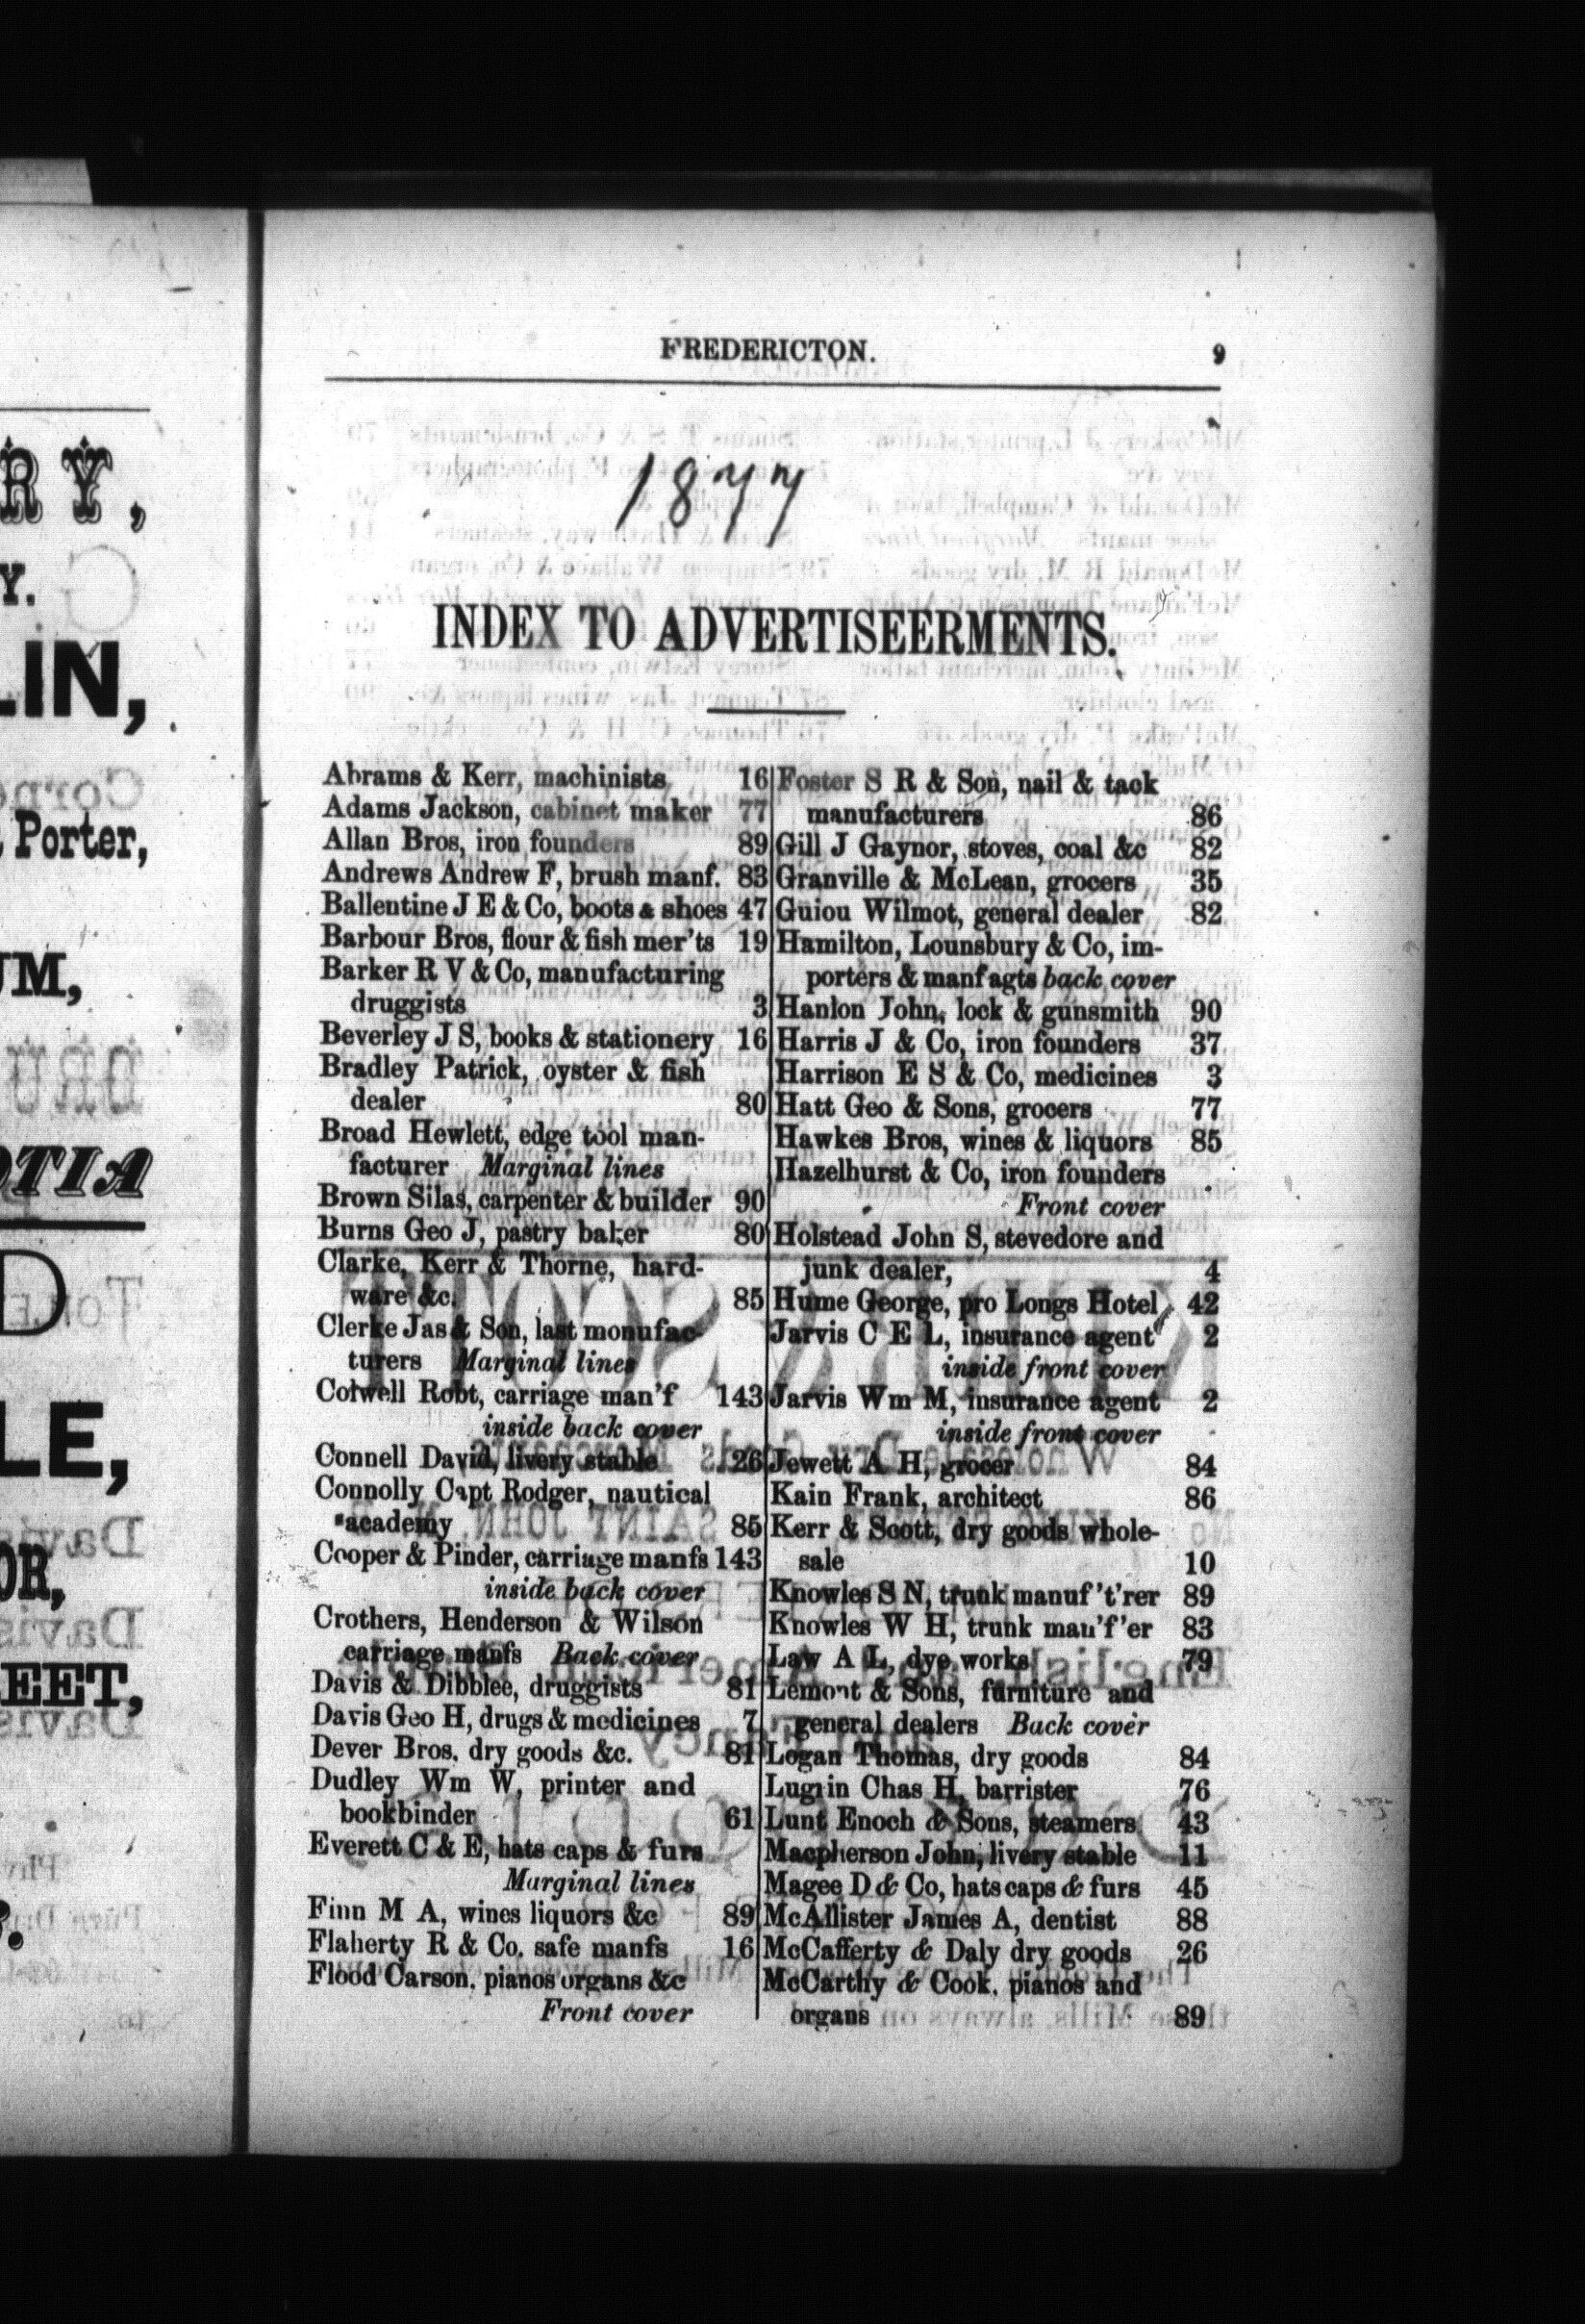 RY,
Y.
LIN,
Porter,
UM,
OTIA
D
LE,
OR,
EET,
FREDERICTON. 9
1877
INDEX TO ADVERTISEERMENTS.
Abrams & Kerr, machinists 16
Adams Jackson, cabinet maker 77
Allan Bros, iron founders 89
Andrews Andrew F, brush manf. 83
Ballentine J E & Co, boots & shoes 47
Barbour Bros, flour & fish mer'ts 19
Barker R V & Co, manufacturing
druggists 3
Beverley J S, books & stationery 16
Bradley Patrick, oyster & fish
dealer 80
Broad Hewlett, edge tool man-
facturer Marginal lines
Brown Silas, carpenter & builder 90
Burns Geo J, pastry baker 80
Clarke, Kerr & Thorne, hard-
ware &c. 85
Clerke Jas & Son, last monufac-
turers Marginal lines
Colwell Robt, carriage man'f 143
inside back cover
Connell David, livery stable 26
Connolly Capt Rodger, nautical
academy 85
Cooper & Pinder, carriage manfs 143
inside back cover
Crothers, Henderson & Wilson
carriage manfs Back cover
Davis & Dibblee, druggists 81
Davis Geo H, drugs & medicines 7
Dever Bros. dry goods &c. 81
Dudley Wm W, printer and
bookbinder 61
Everett C & E, hats caps & furs
Marginal lines
Finn M A, wines liquors &c 89
Flaherty R & Co. safe manfs 16
Flood Carson. pianos organs &c
Front cover
Foster S R & Son, nail & tack
manufacturers 86
Gill J Gaynor, stoves, coal &c 82
Granville & McLean, grocers 35
Guiou Wilmot, general dealer 82
Hamilton, Lounsbury & Co, im-
porters & manf'agts back cover
Hanlon John, lock & gunsmith 90
Harris J & Co, iron founders 37
Harrison E S & Co, medicines 3
Hatt Geo & Sons, grocers 77
Hawkes Bros, wines & liquors 85
Hazelhurst & Co, iron founders
Front cover
Holstead John S, stevedore and
junk dealer, 4
Hume George, pro Longs Hotel 42
Jarvis C E L, insurance agent 2
inside front cover
Jarvis Wm M, insurance agent 2
inside front cover
Jewett A H, grocer 84
Kain Frank, architect 86
Kerr & Scott, dry goods whole-
sale 10
Knowles S N, trunk manuf't'rer 89
Knowles W H, trunk man'f'er 83
Law A L, dye works 79
Lemont & Sons, furniture and
general dealers Back cover
Logan Thomas, dry goods 84
Lugrin Chas H, barrister 76
Lunt Enoch & Sons, steamers 43
Macpherson John, livery stable 11
Magee D & Co, hats caps & furs 45
McAllister James A, dentist 88
McCafferty & Daly dry goods 26
McCarthy & Cook. pianos and
organs 89